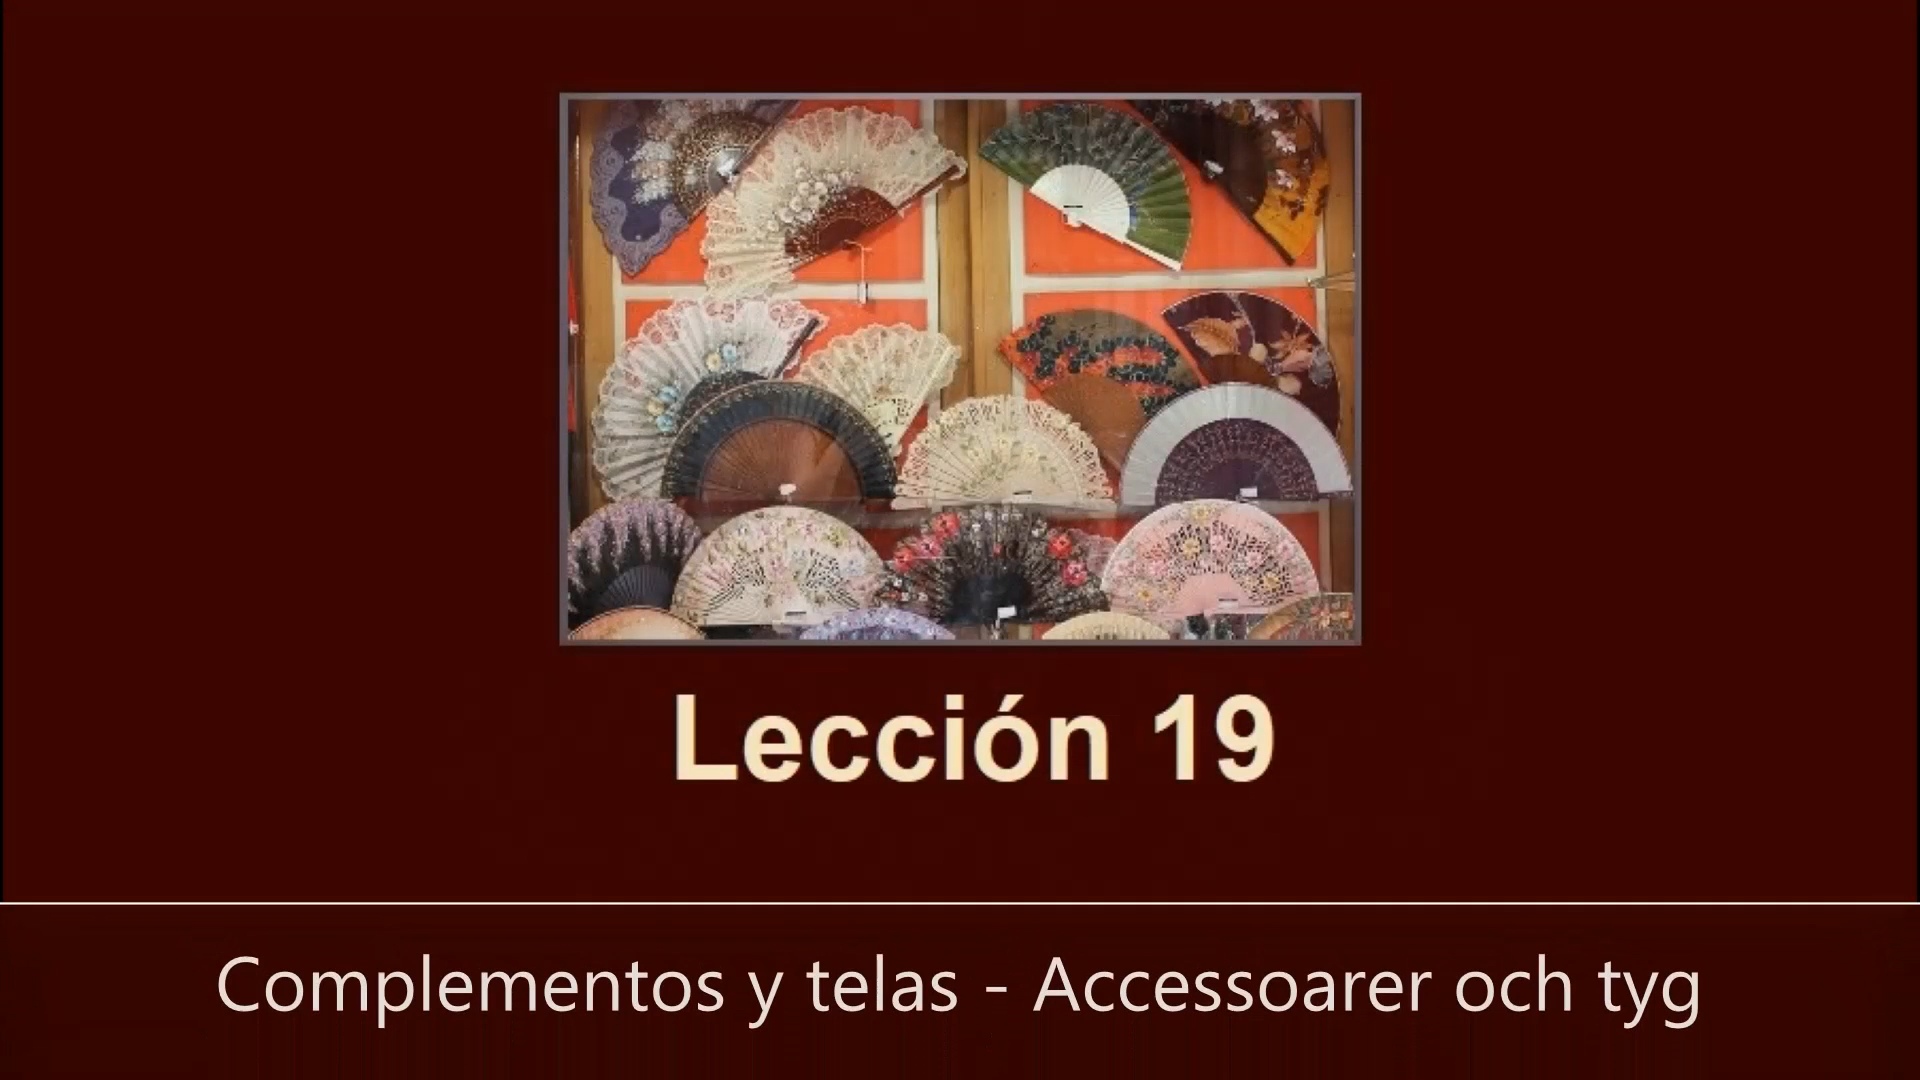 Lección 19
Complementos y telas - Accessoarer och tyg